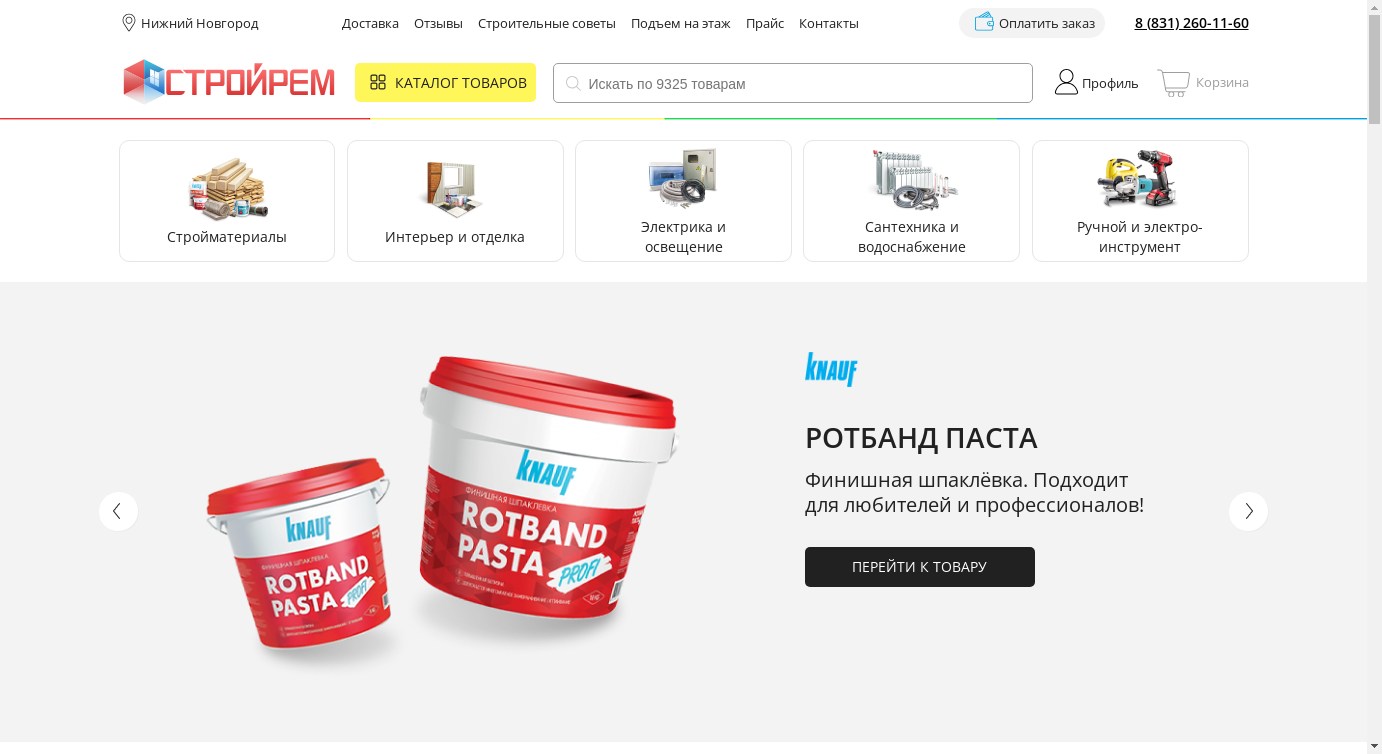 Нижний Новгород
Доставка
Отзывы
Строительные советы
Подъем на этаж
Прайс
Контакты
Оплатить заказ
8 (831) 260-11-60
СТРОЙРЕМ
КАТАЛОГ ТОВАРОВ
Искать по 9325 товарам
Профиль
Корзина
Стройматериалы
Интерьер и отделка
Электрика и
освещение
Сантехника и
водоснабжение
Ручной и электро-
инструмент
KNAUF
РОТБАНД ПАСТА
Финишная шпаклёвка. Подходит
для любителей и профессионалов!
ПЕРЕЙТИ К ТОВАРУ
KNAUF
ФИНИШНАЯ ШПАКЛЕВКА
ROTBAND
PASTA
PROFI
KNAUF
ФИНИШНАЯ ШПАКЛЕВКА
ROTBAND
PASTA
PROFI